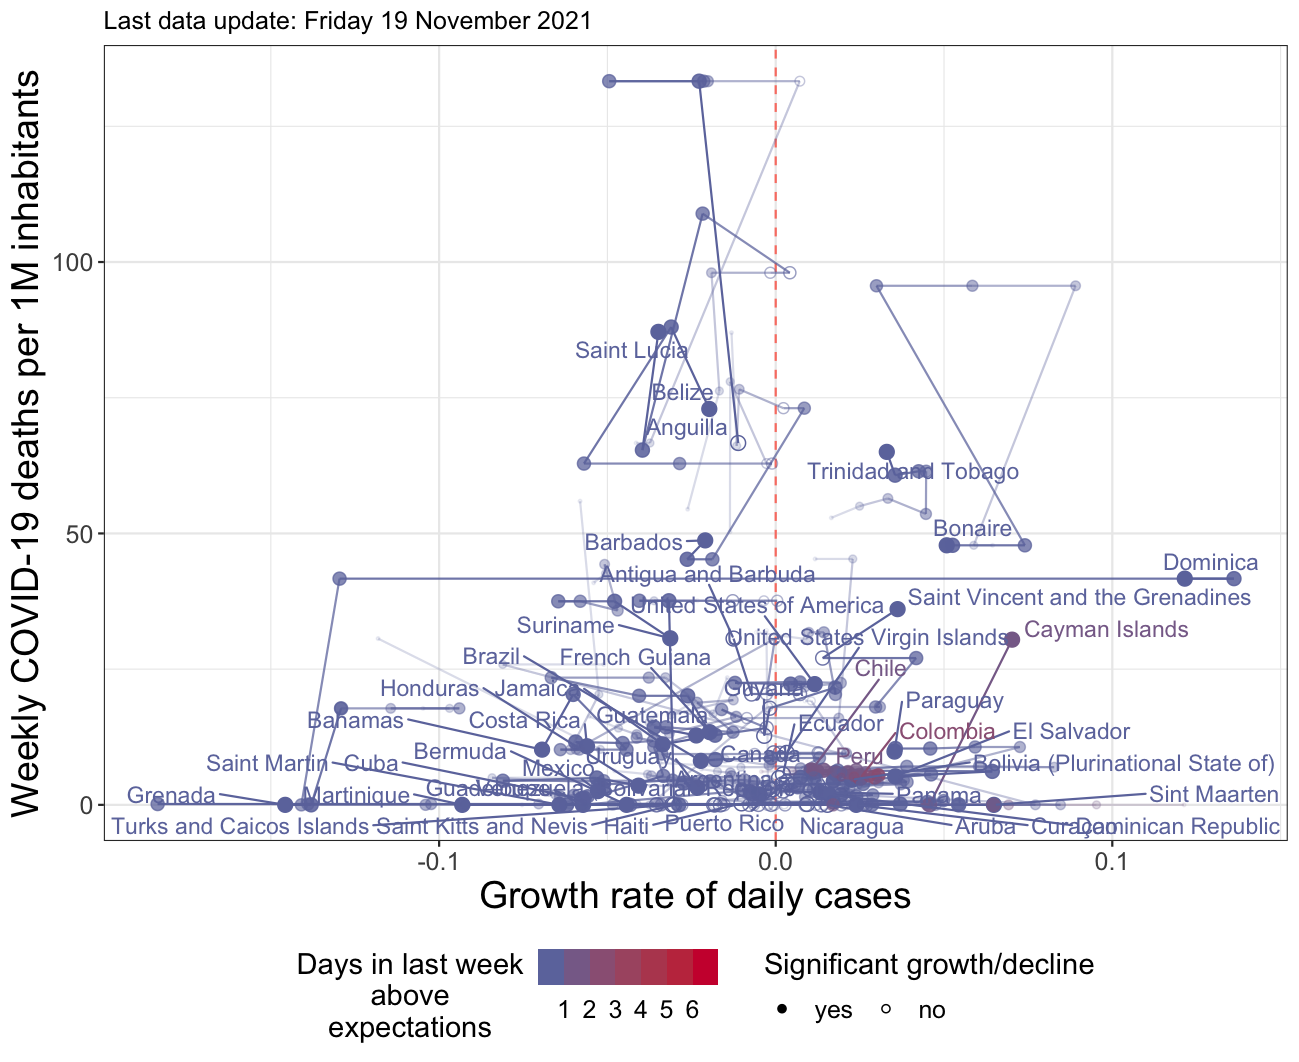 Last data update: Friday 19 November 2021
Weekly COVID-19 deaths per 1M inhabitants
100
50
0
Saint Lucia
Belize
Anguilla
Trinidad and Tobago
Bonaire
Barbados
Dominica
Antigua and Barbuda
United States of America
Saint Vincent and the Grenadines
Suriname
United States Virgin Islands
Cayman Islands
Brazil
French Guiana
Chile
Honduras
Jamaica
Guyana
Paraguay
Bahamas
Costa Rica
Guatemala
Ecuador
Colombia
El Salvador
Bermuda
Uruguay
Canada
Peru
Saint Martin
Cuba
Mexico
Argentina
Bolivia (Plurinational State of)
Grenada
Martinique
Panama
Sint Maarten
Turks and Caicos Islands
Saint Kitts and Nevis
Haiti
Puerto Rico
Nicaragua
Aruba
Curaçao
Dominican Republic
-0.1
0.0
0.1
Growth rate of daily cases
Days in last week
above
expectations
1 2 3 4 5 6
Significant growth/decline
yes
no